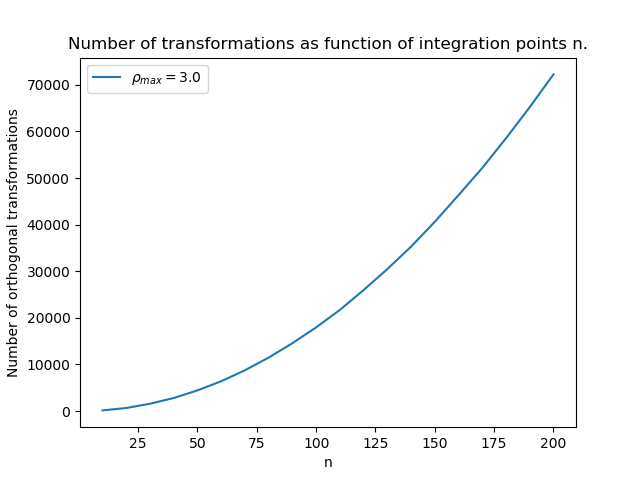 Number of transformations as function of integration points n.
ρmax = 3.0
Number of orthogonal transformations
70000
60000
50000
40000
30000
20000
10000
0
25 50 75 100 125 150 175 200
n